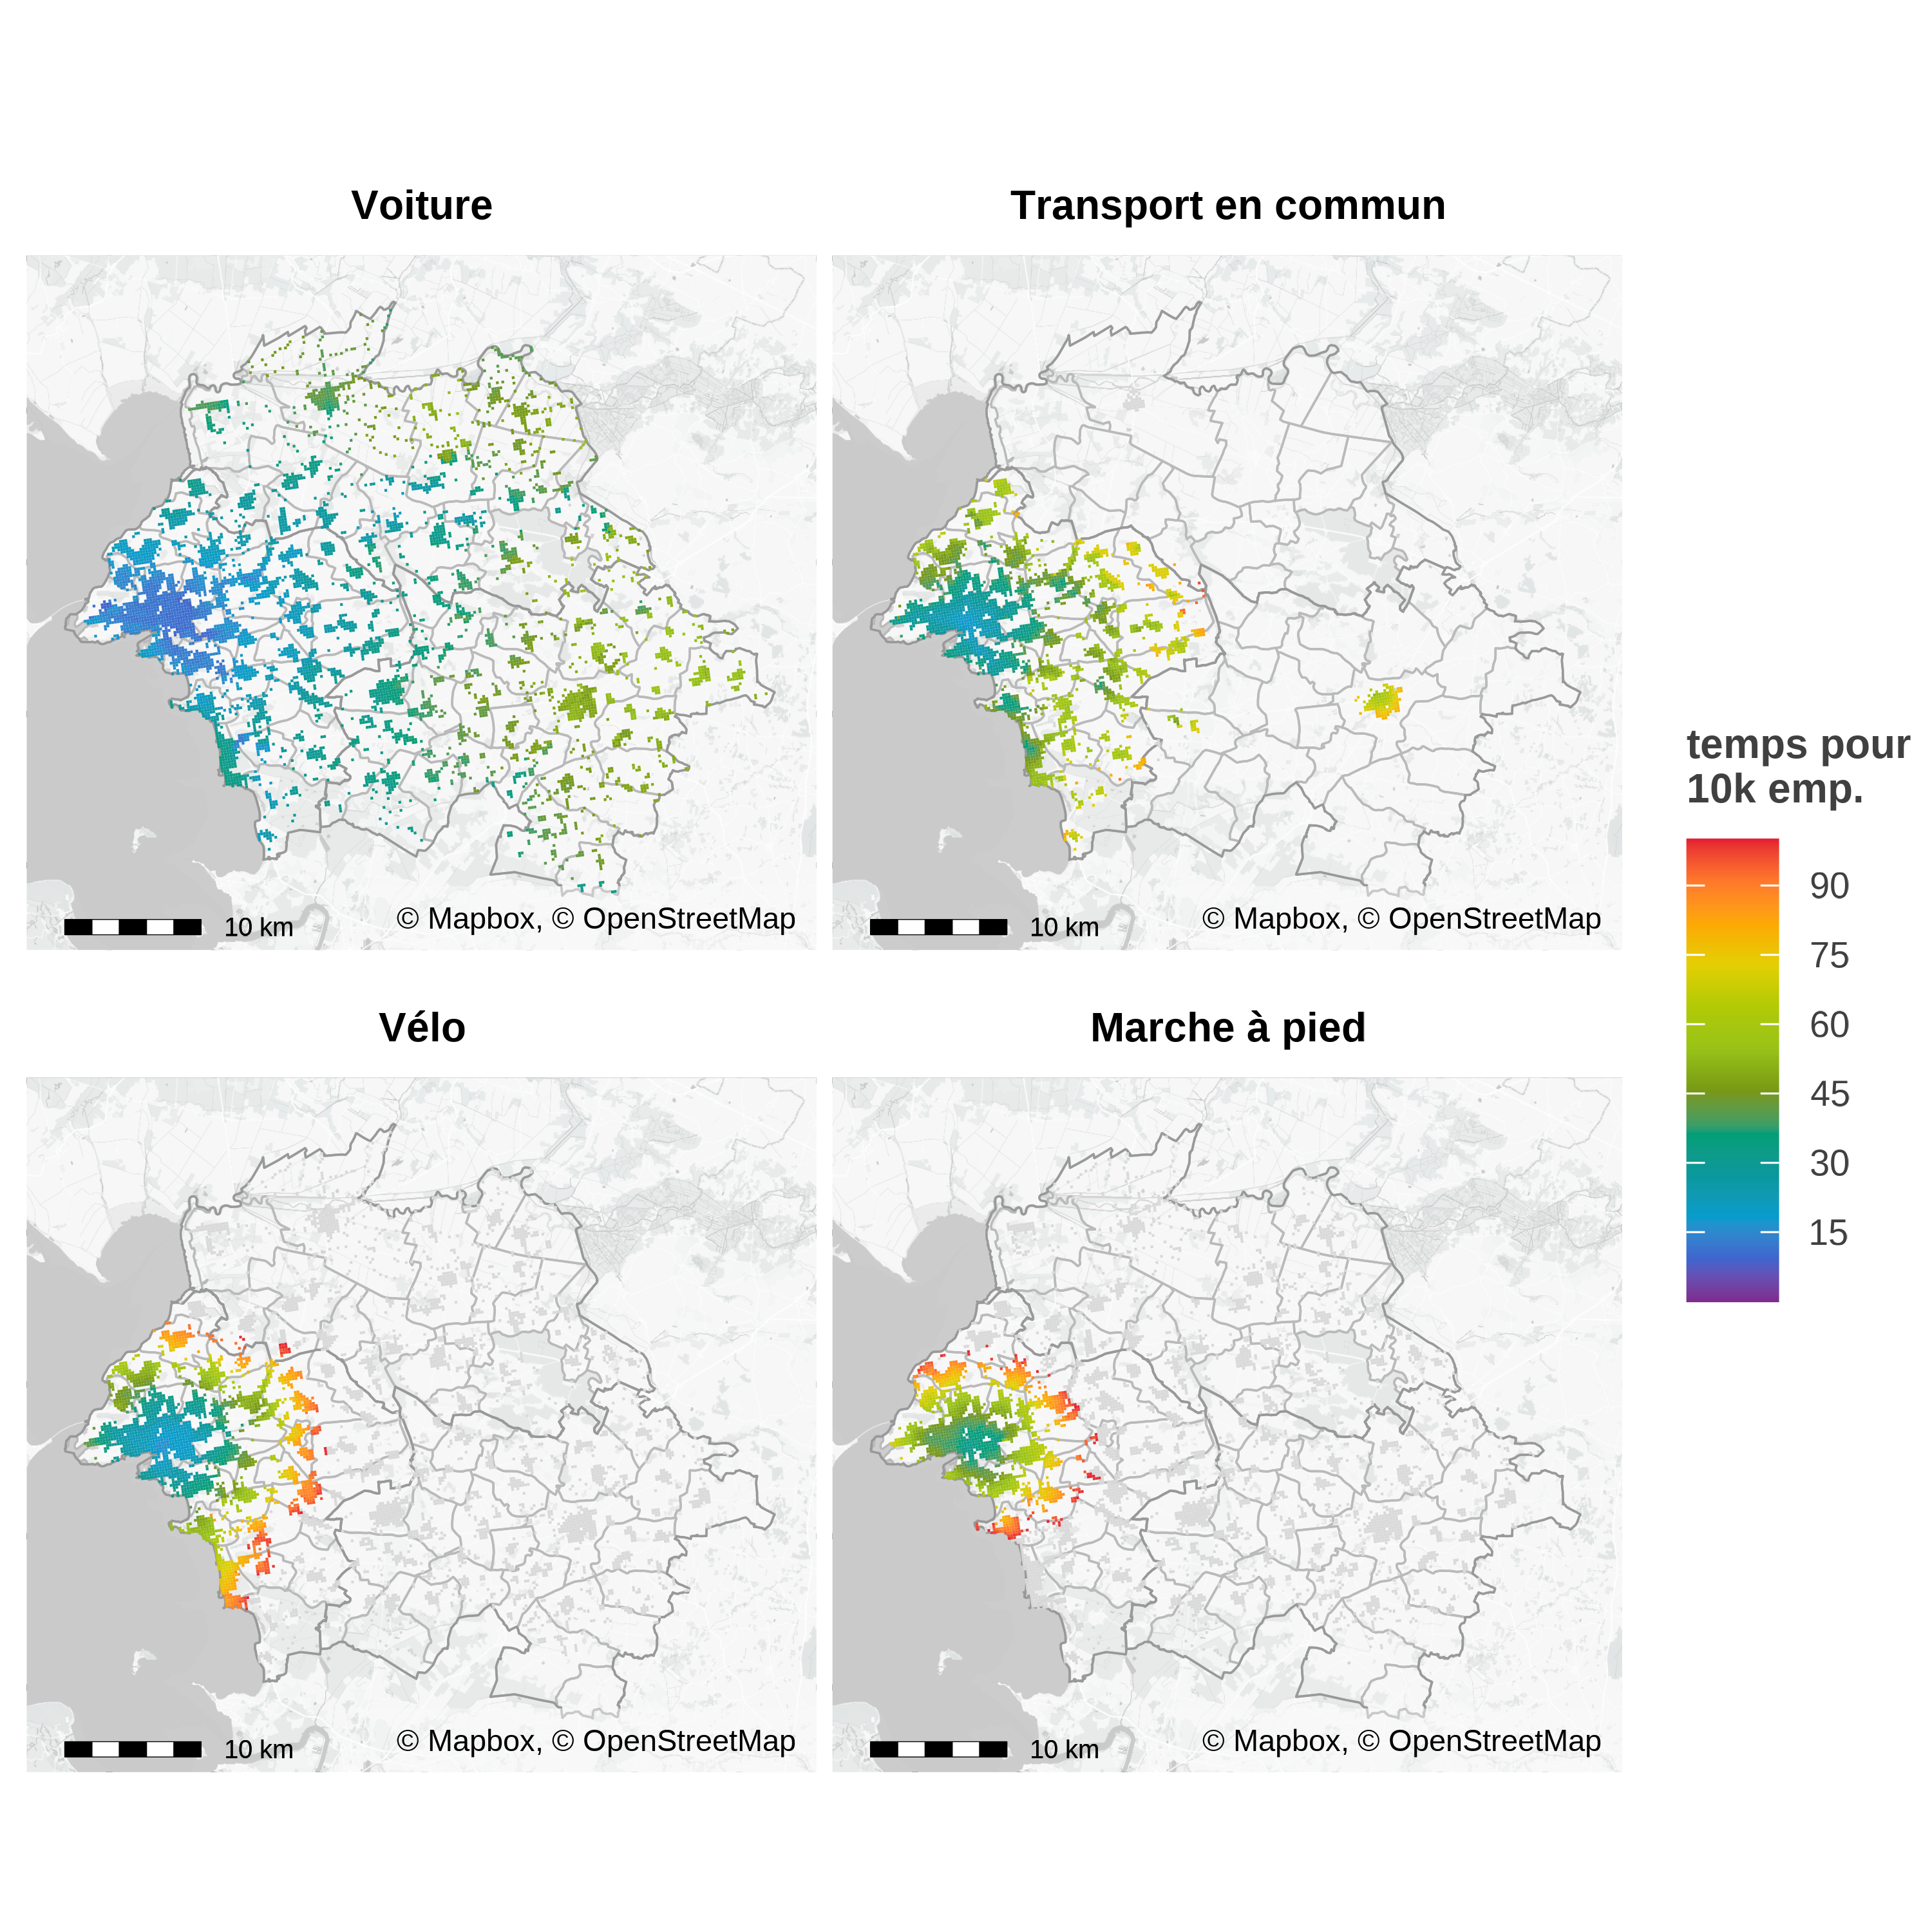 Voiture
Transport en commun
10 km
© Mapbox, © OpenStreetMap
10 km
© Mapbox, © OpenStreetMap
Vélo
Marche à pied
10 km
© Mapbox, © OpenStreetMap
10 km
© Mapbox, © OpenStreetMap
temps pour
10k emp.
90
75
60
45
30
15